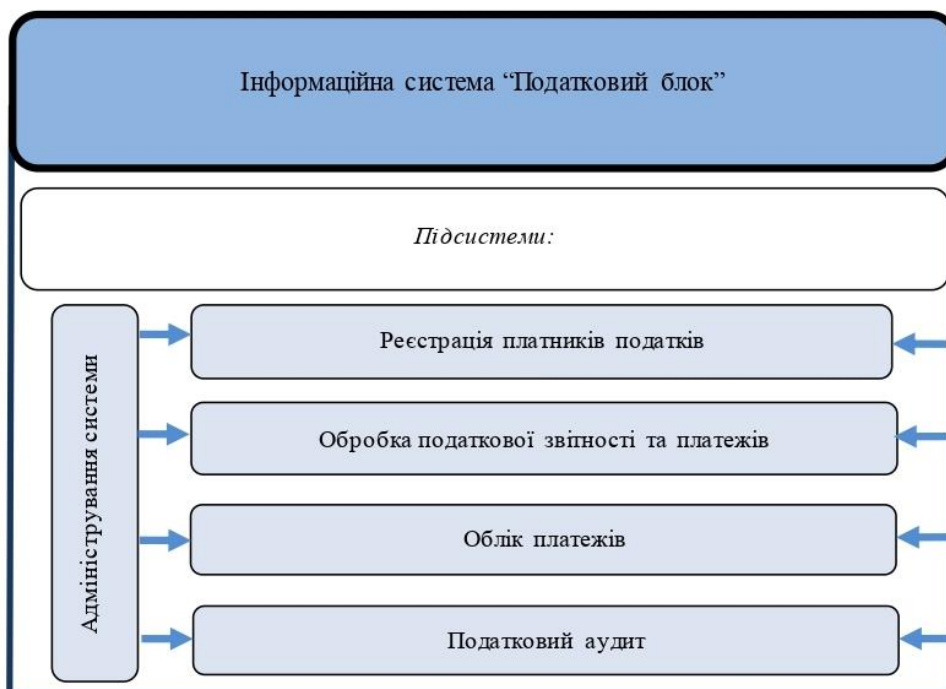 Інформаційна система “Податковий блок”
Підсистеми:
Адміністрування системи
Реєстрація платників податків
Обробка податкової звітності та платежів
Облік платежів
Податковий аудит